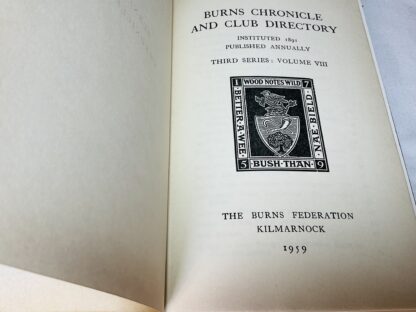 BURNS CHRONICLE
AND CLUB DIRECTORY
INSTITUTED 1891
PUBLISHED ANNUALLY
THIRD SERIES: VOLUME VIII
1 WOOD NOTES WILD 7
BETTER·A·WEE
NAE·BIELD
5 BUSH·THAN 9
THE BURNS FEDERATION
KILMARNOCK
1959